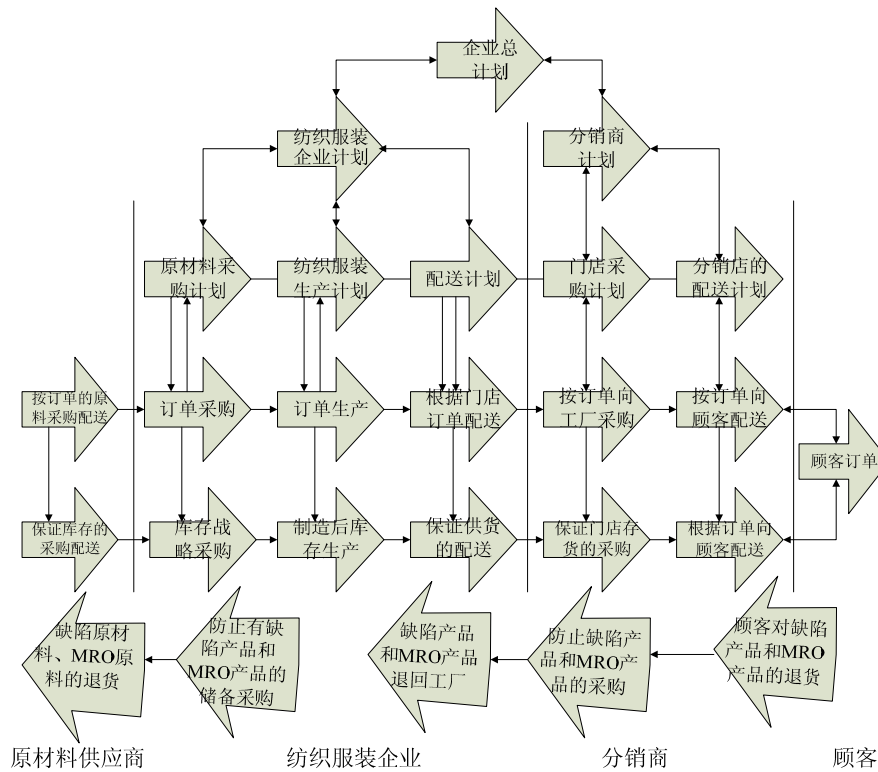 企业总
计划
纺织服装
企业计划
分销商
计划
原材料采
购计划
纺织服装
生产计划
配送计划
门店采
购计划
分销店的
配送计划
按订单的原
料采购配送
订单采购
订单生产
根据门店
订单配送
按订单向
工厂采购
按订单向
顾客配送
顾客订单
保证库存的
采购配送
库存战
略采购
制造后库
存生产
保证供货
的配送
保证门店存
货的采购
根据订单向
顾客配送
缺陷原材
料、MRO原
料的退货
防止有缺
陷产品和
MRO产品的
储备采购
缺陷产品
和MRO产品
退回工厂
防止缺陷产
品和MRO产
品的采购
顾客对缺陷
产品和MRO
产品的退货
原材料供应商
纺织服装企业
分销商
顾客